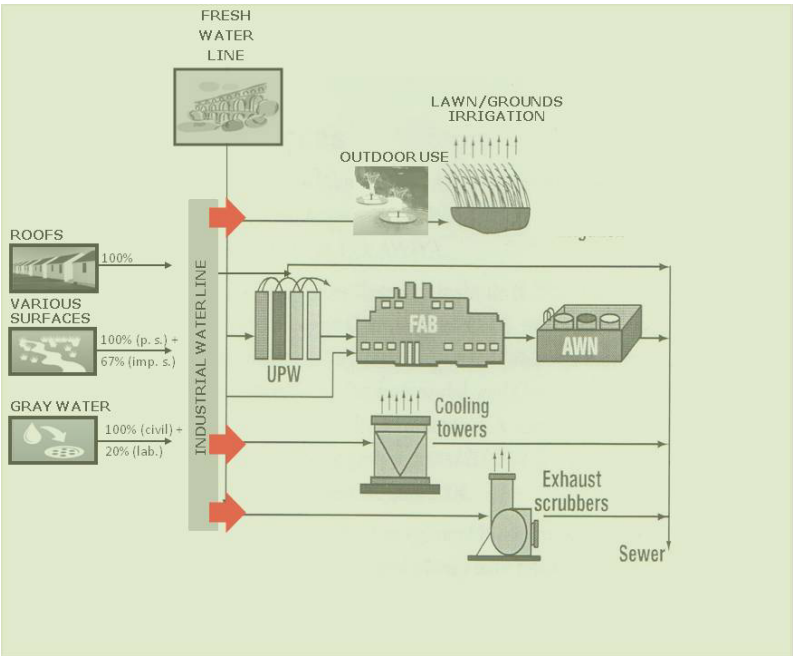 FRESH
WATER
LINE
LAWN/GROUNDS
IRRIGATION
OUTDOOR USE
ROOFS
100%
VARIOUS
SURFACES
100% (p. s.) +
67% (imp. s.)
GRAY WATER
100% (civil) +
20% (lab.)
INDUSTRIAL WATER LINE
UPW
FAB
AWN
Cooling
towers
Exhaust
scrubbers
Sewer